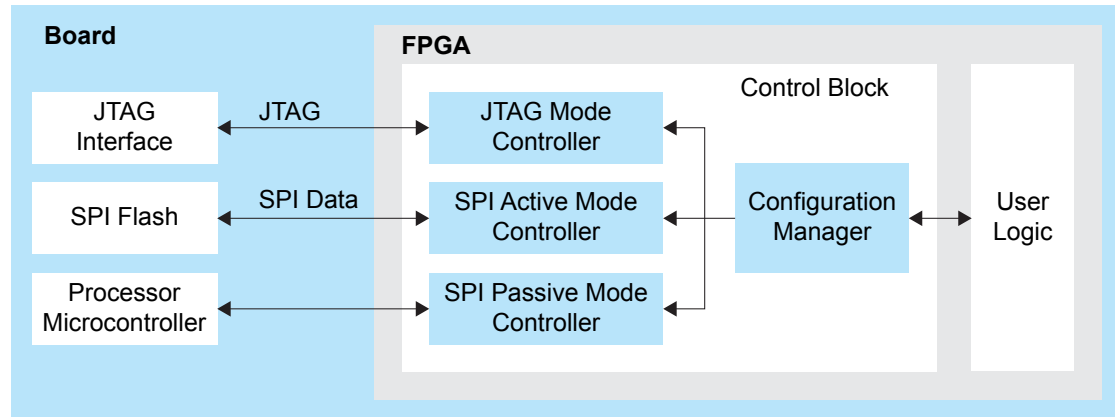 Board
FPGA
Control Block
JTAG
Interface
JTAG
JTAG Mode
Controller
SPI Flash
SPI Data
SPI Active Mode
Controller
Configuration
Manager
User
Logic
Processor
Microcontroller
SPI Passive Mode
Controller